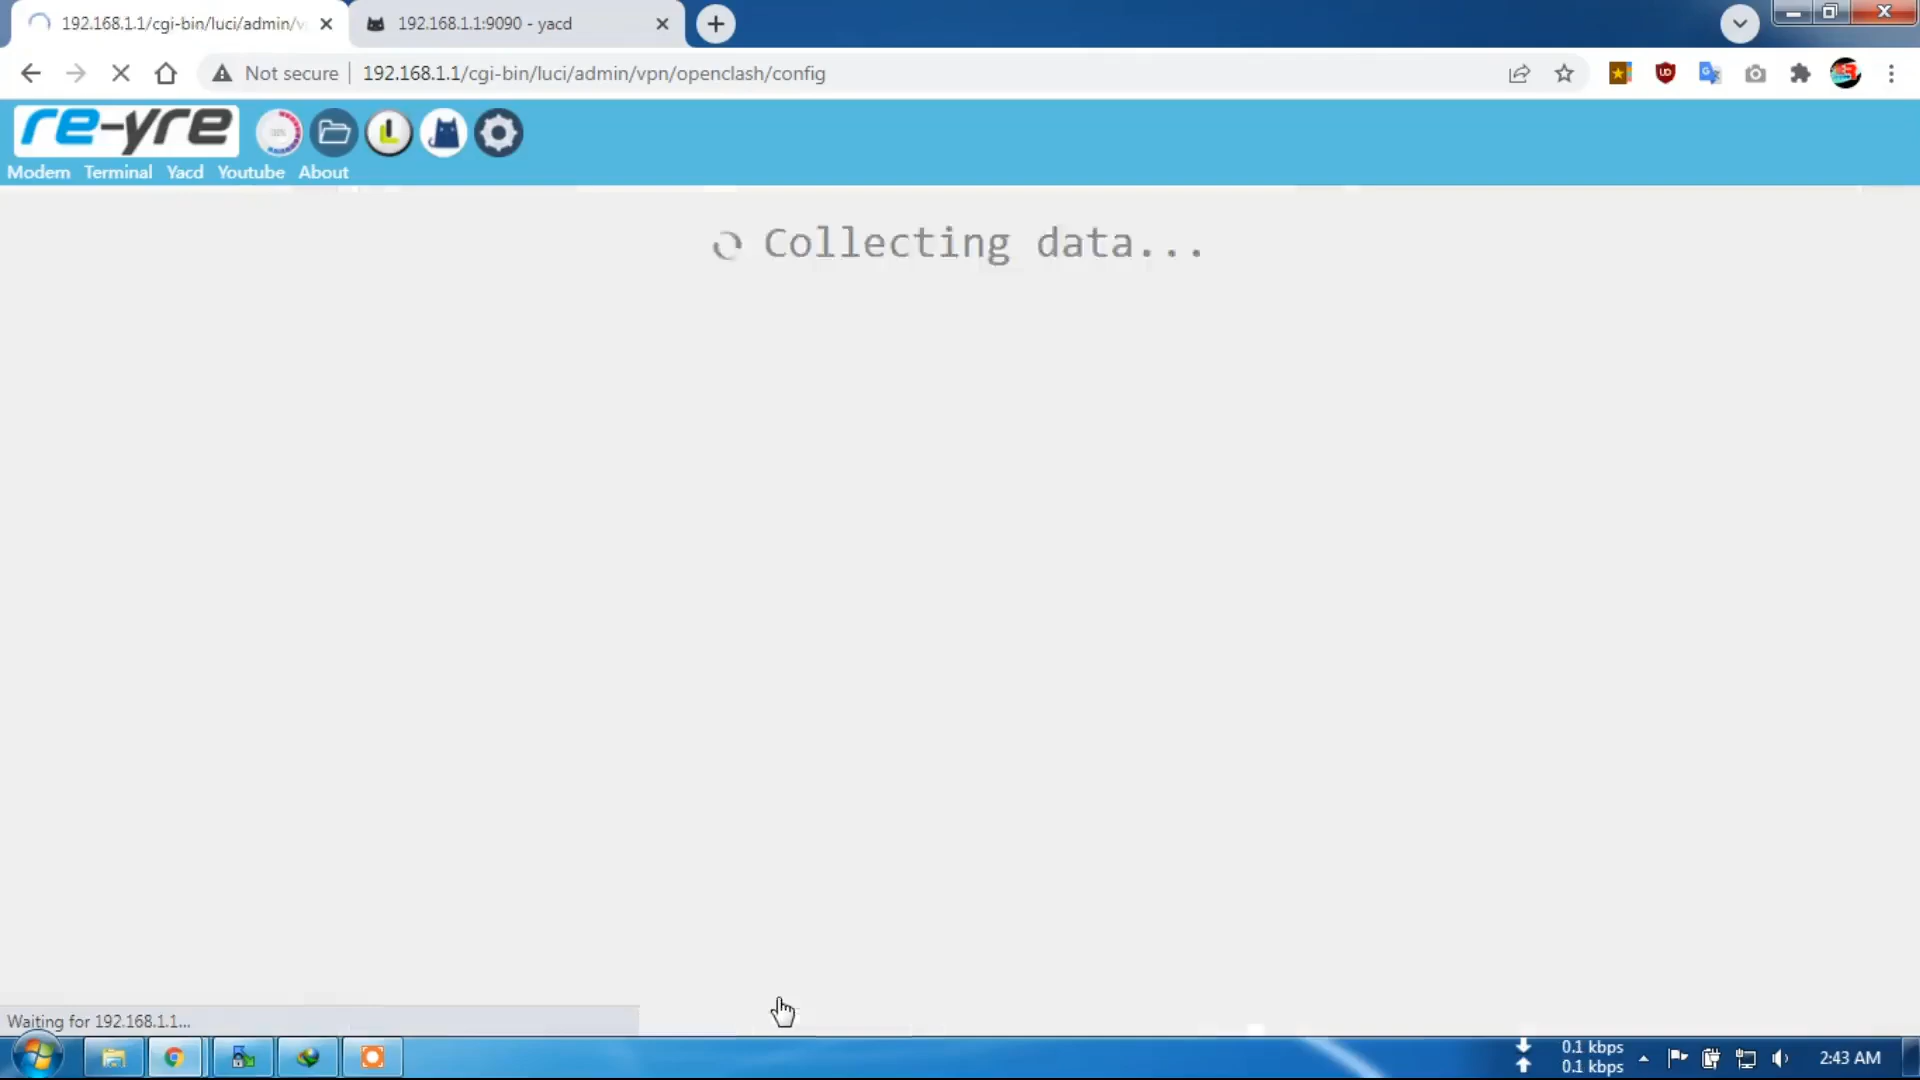 192.168.1.1/cgi-bin/luci/admin/v
192.168.1.1:9090 - yacd
Not secure
192.168.1.1/cgi-bin/luci/admin/vpn/openclash/config
re-yre
Modem Terminal Yacd Youtube About
Collecting data...
Waiting for 192.168.1.1...
0.1 kbps
0.1 kbps
2:43 AM